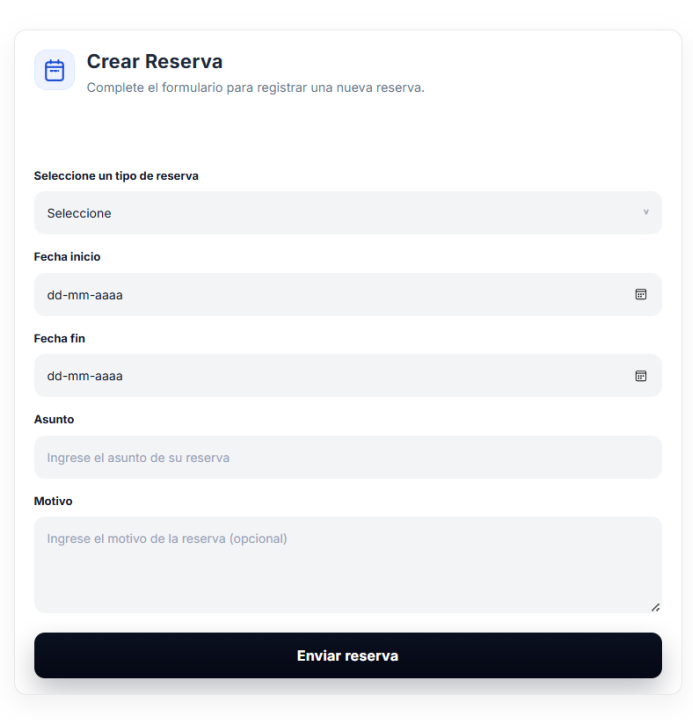 Crear Reserva
Complete el formulario para registrar una nueva reserva.
Seleccione un tipo de reserva
Seleccione
Fecha inicio
dd-mm-aaaa
Fecha fin
dd-mm-aaaa
Asunto
Ingrese el asunto de su reserva
Motivo
Ingrese el motivo de la reserva (opcional)
Enviar reserva